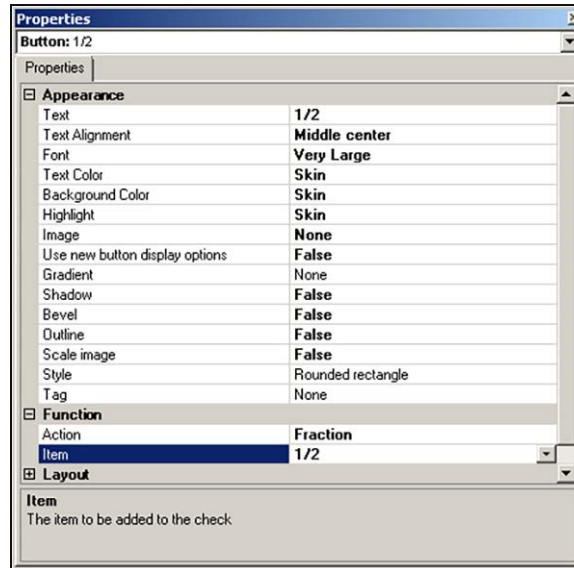 Properties
Button: 1/2
Properties
Appearance
Text 1/2
Text Alignment Middle center
Font Very Large
Text Color Skin
Background Color Skin
Highlight Skin
Image None
Use new button display options False
Gradient None
Shadow False
Bevel False
Outline False
Scale image False
Style Rounded rectangle
Tag None
Function
Action Fraction
Item 1/2
Layout
Item
The item to be added to the check